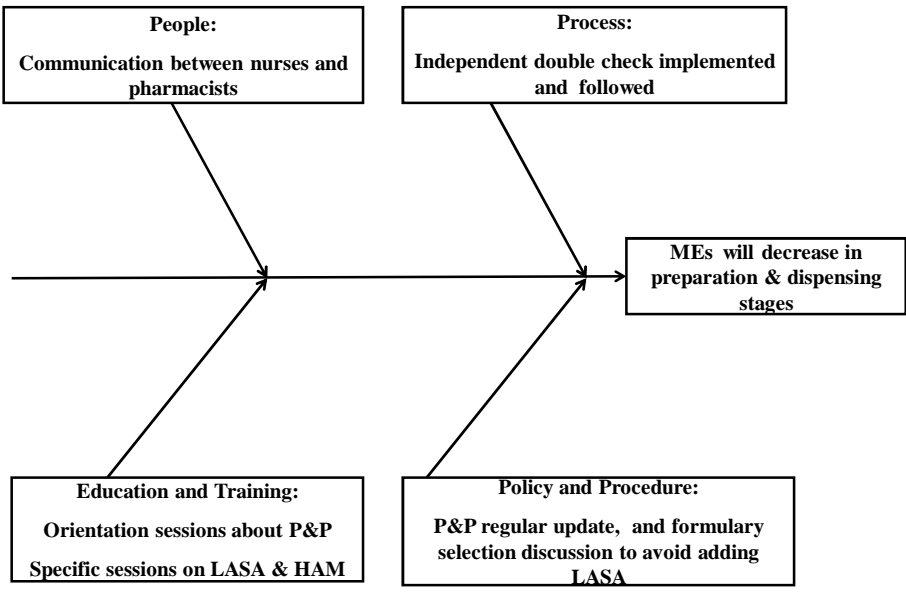 People:
Communication between nurses and
pharmacists
Process:
Independent double check implemented
and followed
MEs will decrease in
preparation & dispensing
stages
Education and Training:
Orientation sessions about P&P
Specific sessions on LASA & HAM
Policy and Procedure:
P&P regular update, and formulary
selection discussion to avoid adding
LASA